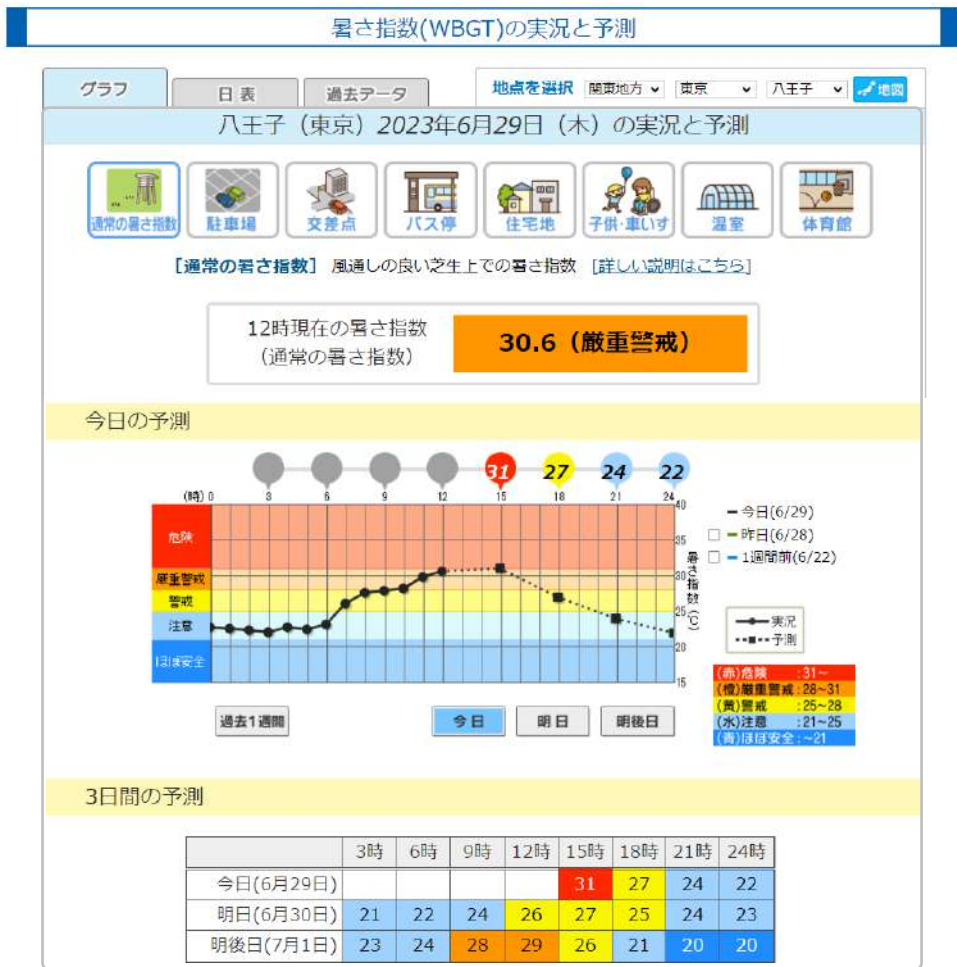 暑さ指数(WBGT)の実況と予測
グラフ 日表 過去データ 地点を選択 関東地方 東京 八王子 地図
八王子（東京）2023年6月29日（木）の実況と予測
通常の暑さ指数 駐車場 交差点 バス停 住宅地 子供・車いす 温室 体育館
［通常の暑さ指数］ 風通しの良い芝生上での暑さ指数 [詳しい説明はこちら]
12時現在の暑さ指数
（通常の暑さ指数）
30.6（厳重警戒）
今日の予測
31 27 24 22
(時) 0 3 6 9 12 15 18 21 24
危険
厳重警戒
警戒
注意
ほぼ安全
40
35
30
25
20
15
暑さ指数(℃)
今日(6/29)
昨日(6/28)
1週間前(6/22)
実況
予測
(赤)危険 :31～
(橙)厳重警戒:28～31
(黄)警戒 :25～28
(水)注意 :21～25
(青)ほぼ安全:～21
過去1週間 今日 明日 明後日
3日間の予測
3時 6時 9時 12時 15時 18時 21時 24時
今日(6月29日) 31 27 24 22
明日(6月30日) 21 22 24 26 27 25 24 23
明後日(7月1日) 23 24 28 29 26 21 20 20